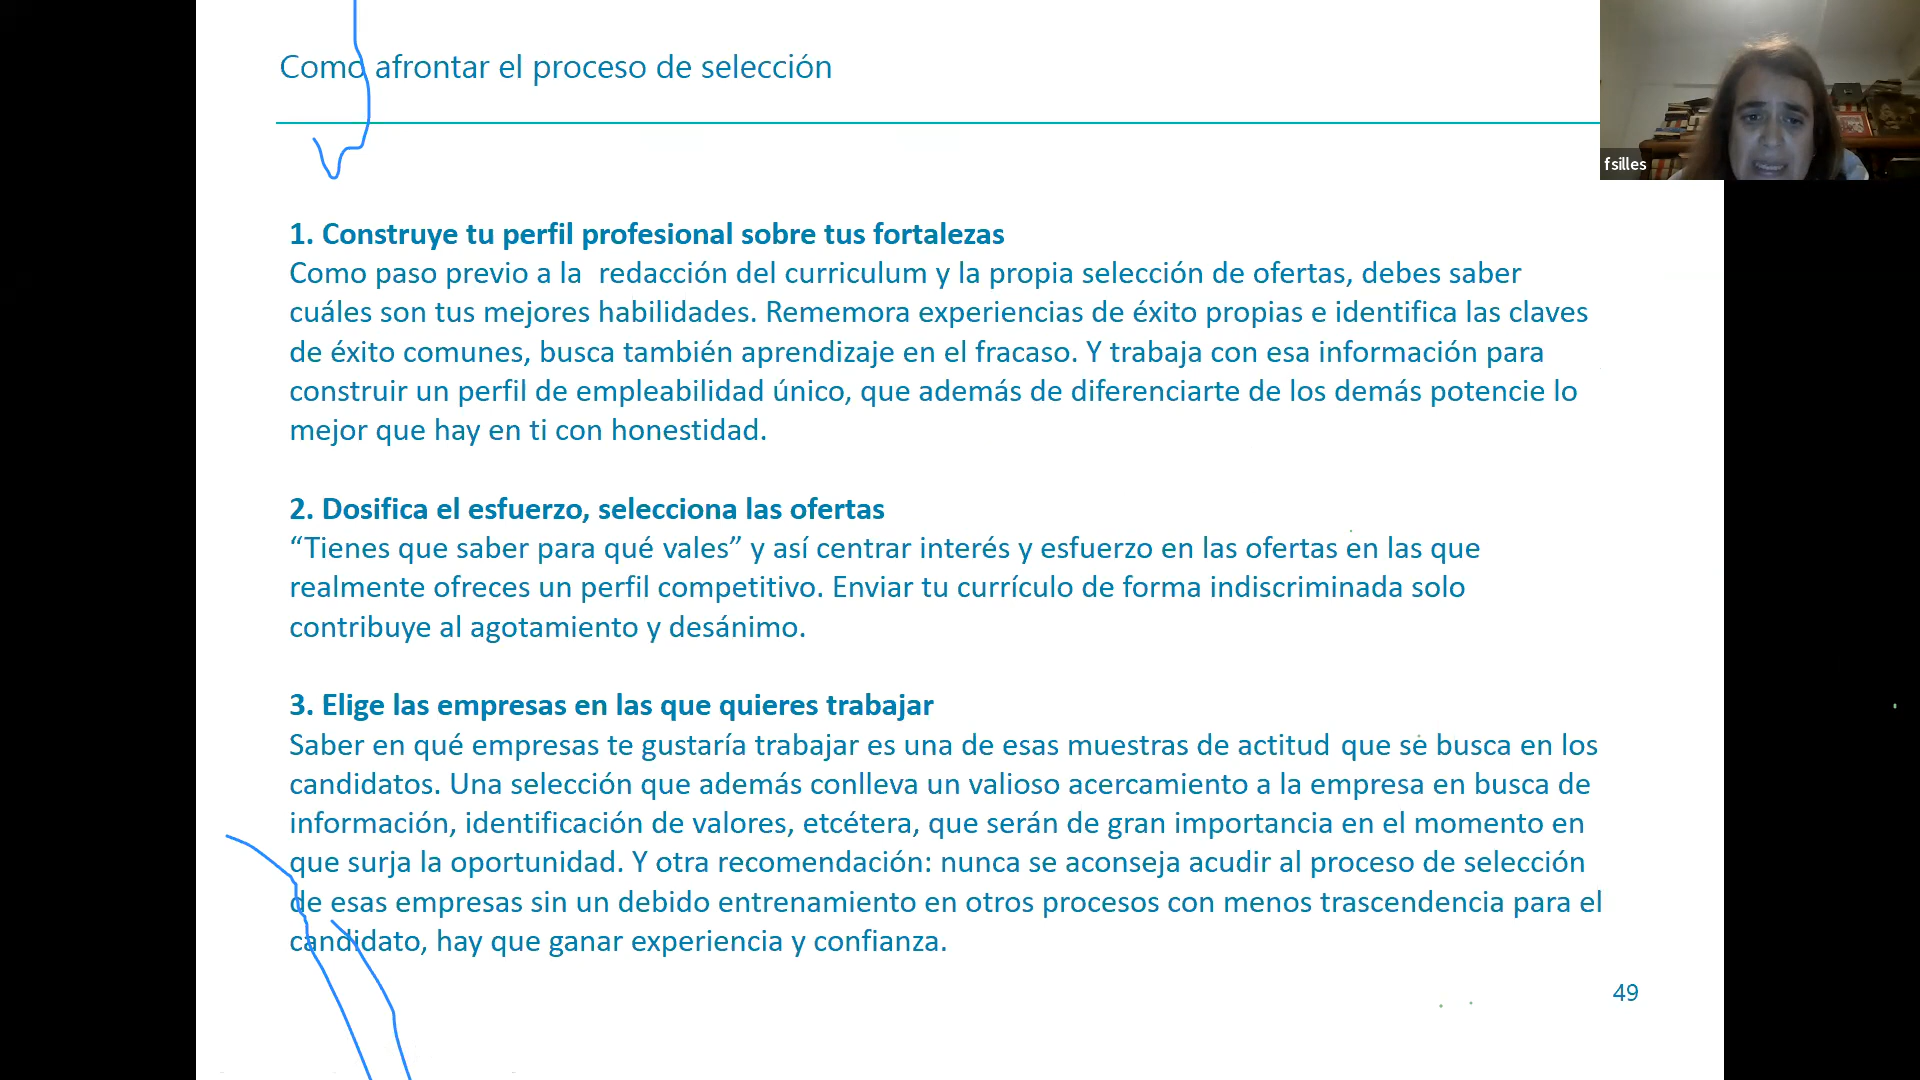 Como afrontar el proceso de selección
fsilles
1. Construye tu perfil profesional sobre tus fortalezas
Como paso previo a la  redacción del curriculum y la propia selección de ofertas, debes saber
cuáles son tus mejores habilidades. Rememora experiencias de éxito propias e identifica las claves
de éxito comunes, busca también aprendizaje en el fracaso. Y trabaja con esa información para
construir un perfil de empleabilidad único, que además de diferenciarte de los demás potencie lo
mejor que hay en ti con honestidad.
2. Dosifica el esfuerzo, selecciona las ofertas
“Tienes que saber para qué vales” y así centrar interés y esfuerzo en las ofertas en las que
realmente ofreces un perfil competitivo. Enviar tu currículo de forma indiscriminada solo
contribuye al agotamiento y desánimo.
3. Elige las empresas en las que quieres trabajar
Saber en qué empresas te gustaría trabajar es una de esas muestras de actitud que se busca en los
candidatos. Una selección que además conlleva un valioso acercamiento a la empresa en busca de
información, identificación de valores, etcétera, que serán de gran importancia en el momento en
que surja la oportunidad. Y otra recomendación: nunca se aconseja acudir al proceso de selección
de esas empresas sin un debido entrenamiento en otros procesos con menos trascendencia para el
candidato, hay que ganar experiencia y confianza.
49